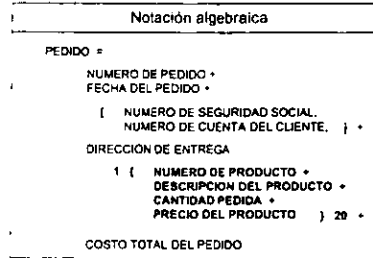 Notación algebraica
PEDIDO =
NUMERO DE PEDIDO +
FECHA DEL PEDIDO +
[ NUMERO DE SEGURIDAD SOCIAL,
NUMERO DE CUENTA DEL CLIENTE, } +
DIRECCION DE ENTREGA
1 { NUMERO DE PRODUCTO +
DESCRIPCION DEL PRODUCTO +
CANTIDAD PEDIDA +
PRECIO DEL PRODUCTO } 20 +
COSTO TOTAL DEL PEDIDO